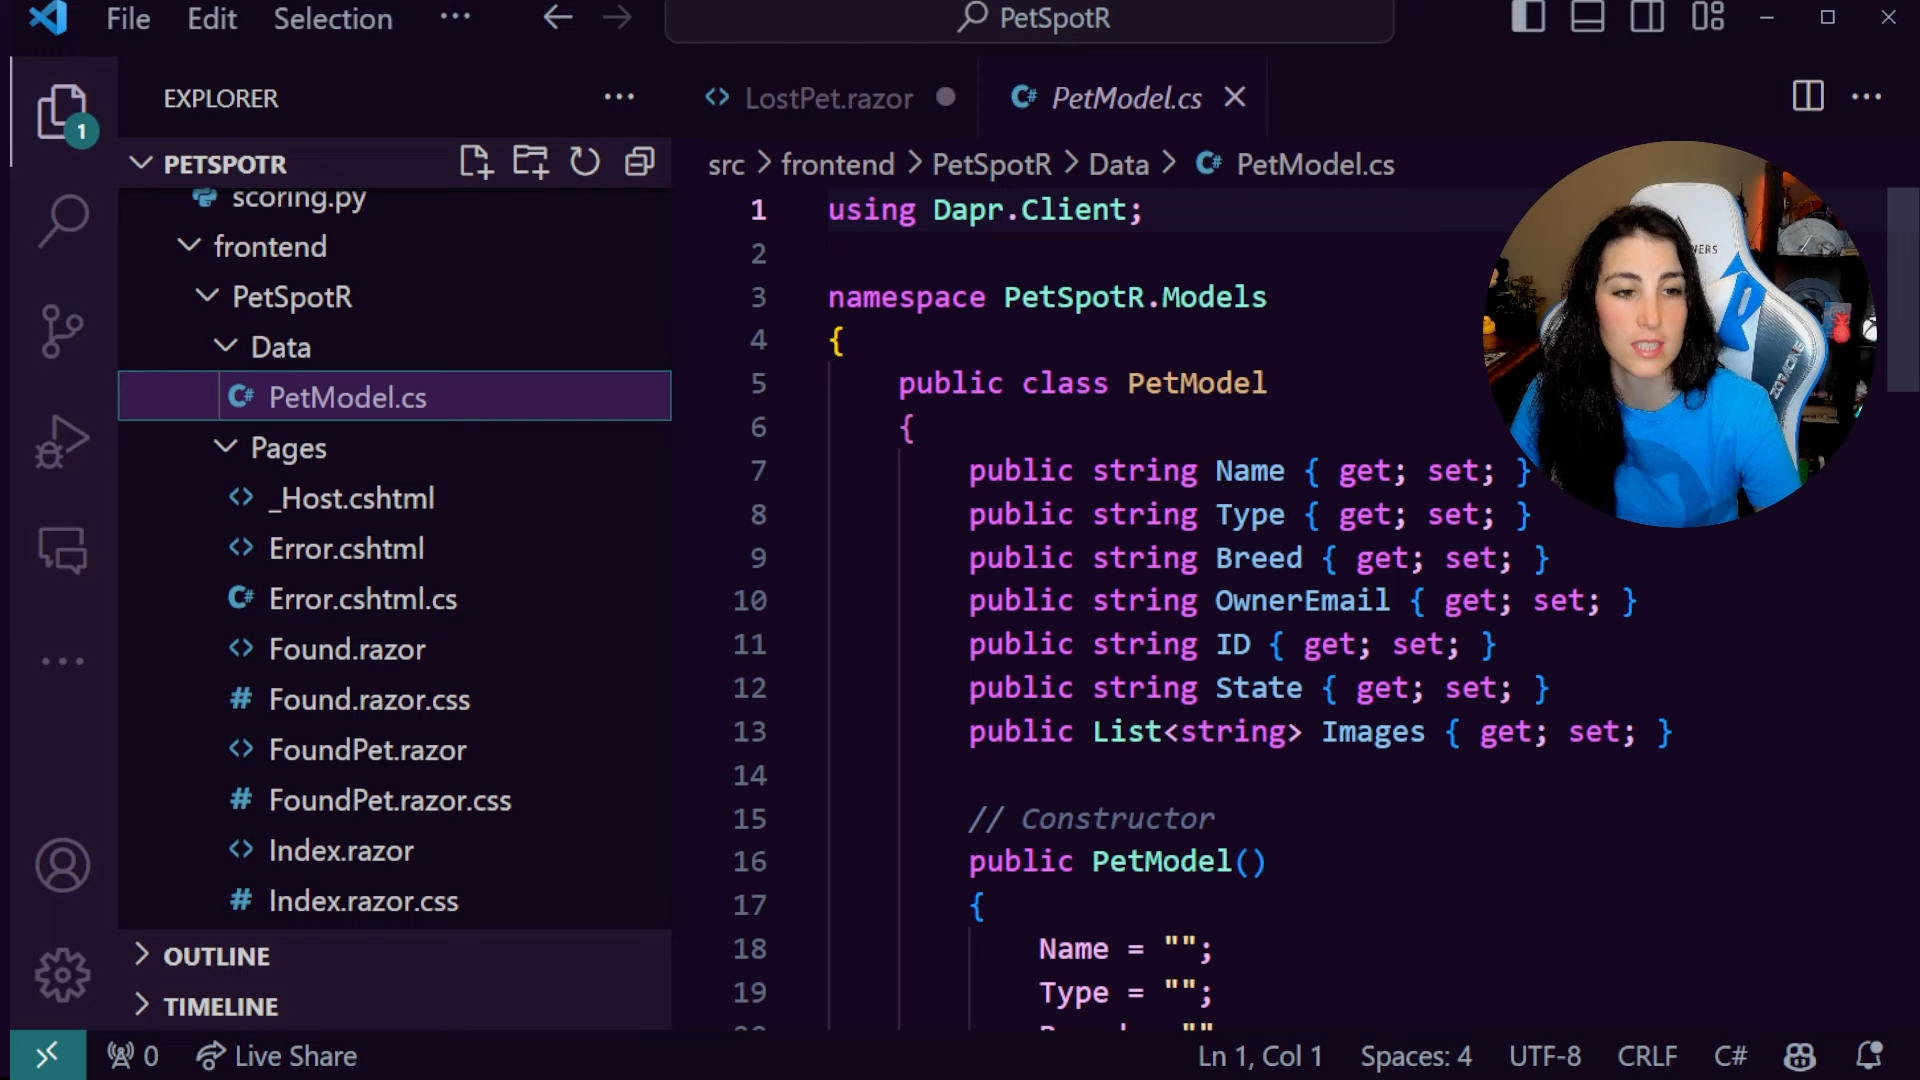 File Edit Selection ··· PetSpotR
EXPLORER
LostPet.razor
PetModel.cs
1
PETSPOTR
scoring.py
frontend
PetSpotR
Data
PetModel.cs
Pages
_Host.cshtml
Error.cshtml
Error.cshtml.cs
Found.razor
Found.razor.css
FoundPet.razor
FoundPet.razor.css
Index.razor
Index.razor.css
OUTLINE
TIMELINE
src > frontend > PetSpotR > Data > PetModel.cs
1 using Dapr.Client;
2
3 namespace PetSpotR.Models
4 {
5 public class PetModel
6 {
7 public string Name { get; set; }
8 public string Type { get; set; }
9 public string Breed { get; set; }
10 public string OwnerEmail { get; set; }
11 public string ID { get; set; }
12 public string State { get; set; }
13 public List<string> Images { get; set; }
14
15 // Constructor
16 public PetModel()
17 {
18 Name = "";
19 Type = "";
0 Live Share
Ln 1, Col 1 Spaces: 4 UTF-8 CRLF C#